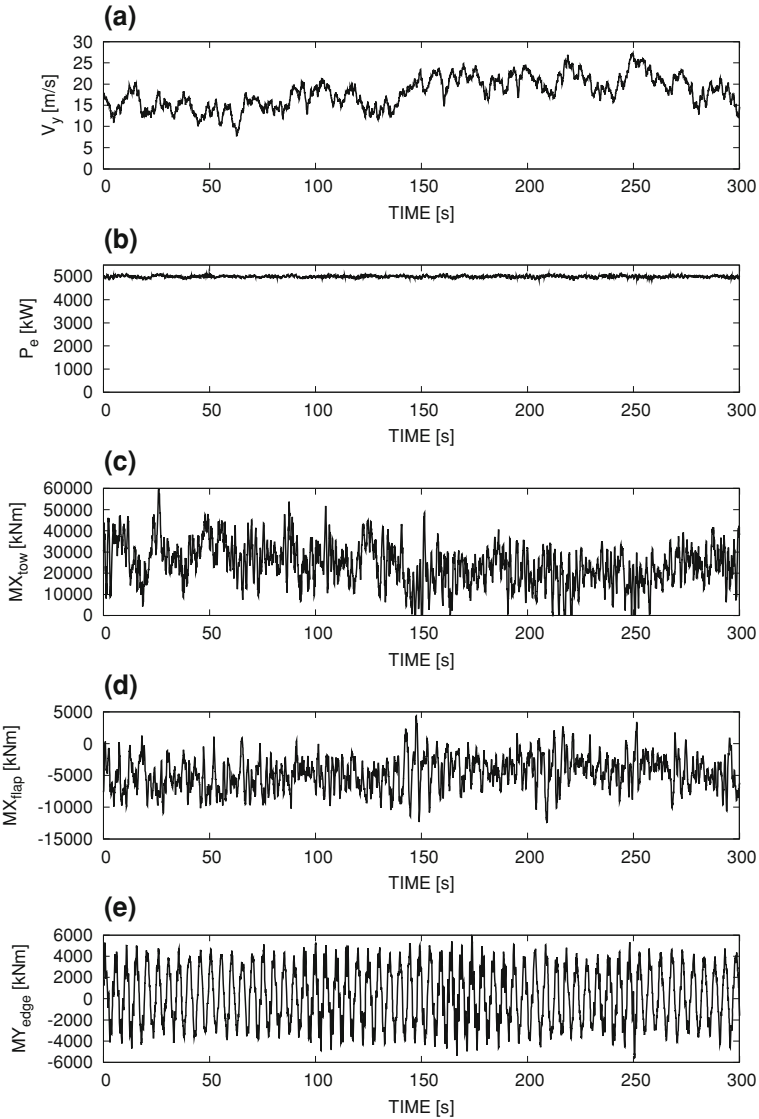 (a)
30
25
20
15
10
5
0
V_y [m/s]
0 50 100 150 200 250 300
TIME [s]
(b)
5000
4000
3000
2000
1000
0
P_e [kW]
0 50 100 150 200 250 300
TIME [s]
(c)
60000
50000
40000
30000
20000
10000
0
MX_tow [kNm]
0 50 100 150 200 250 300
TIME [s]
(d)
5000
0
-5000
-10000
-15000
MX_flap [kNm]
0 50 100 150 200 250 300
TIME [s]
(e)
6000
4000
2000
0
-2000
-4000
-6000
MY_edge [kNm]
0 50 100 150 200 250 300
TIME [s]